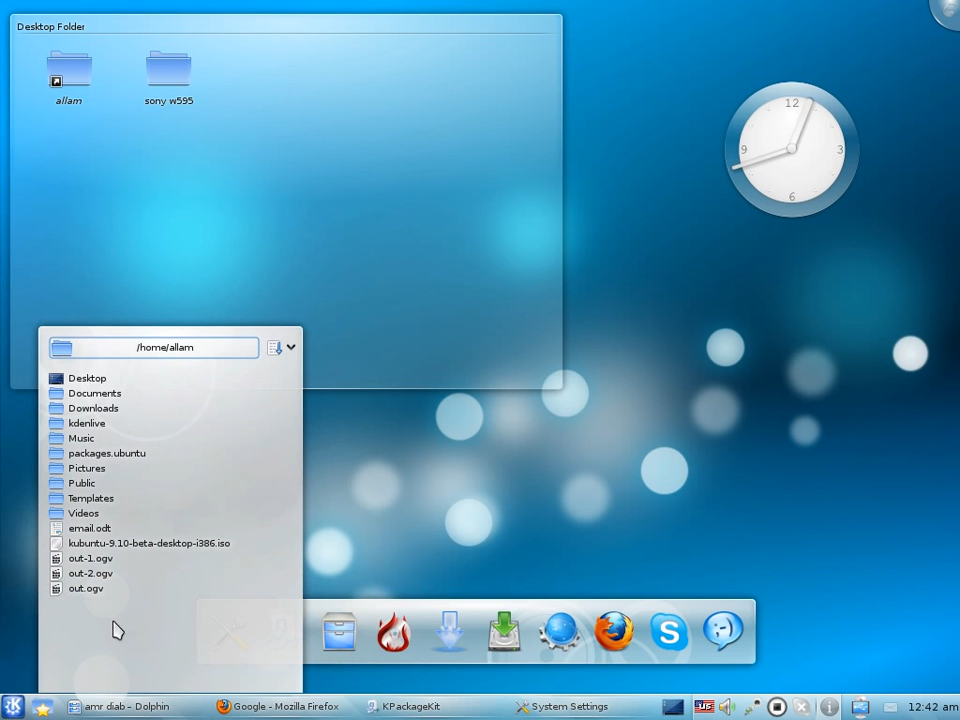 Desktop Folder
allam
sony w595
12
9
3
6
/home/allam
Desktop
Documents
Downloads
kdenlive
Music
packages.ubuntu
Pictures
Public
Templates
Videos
email.odt
kubuntu-9.10-beta-desktop-i386.iso
out-1.ogv
out-2.ogv
out.ogv
S
K
amr diab – Dolphin
Google - Mozilla Firefox
KPackageKit
System Settings
us
12:42 am